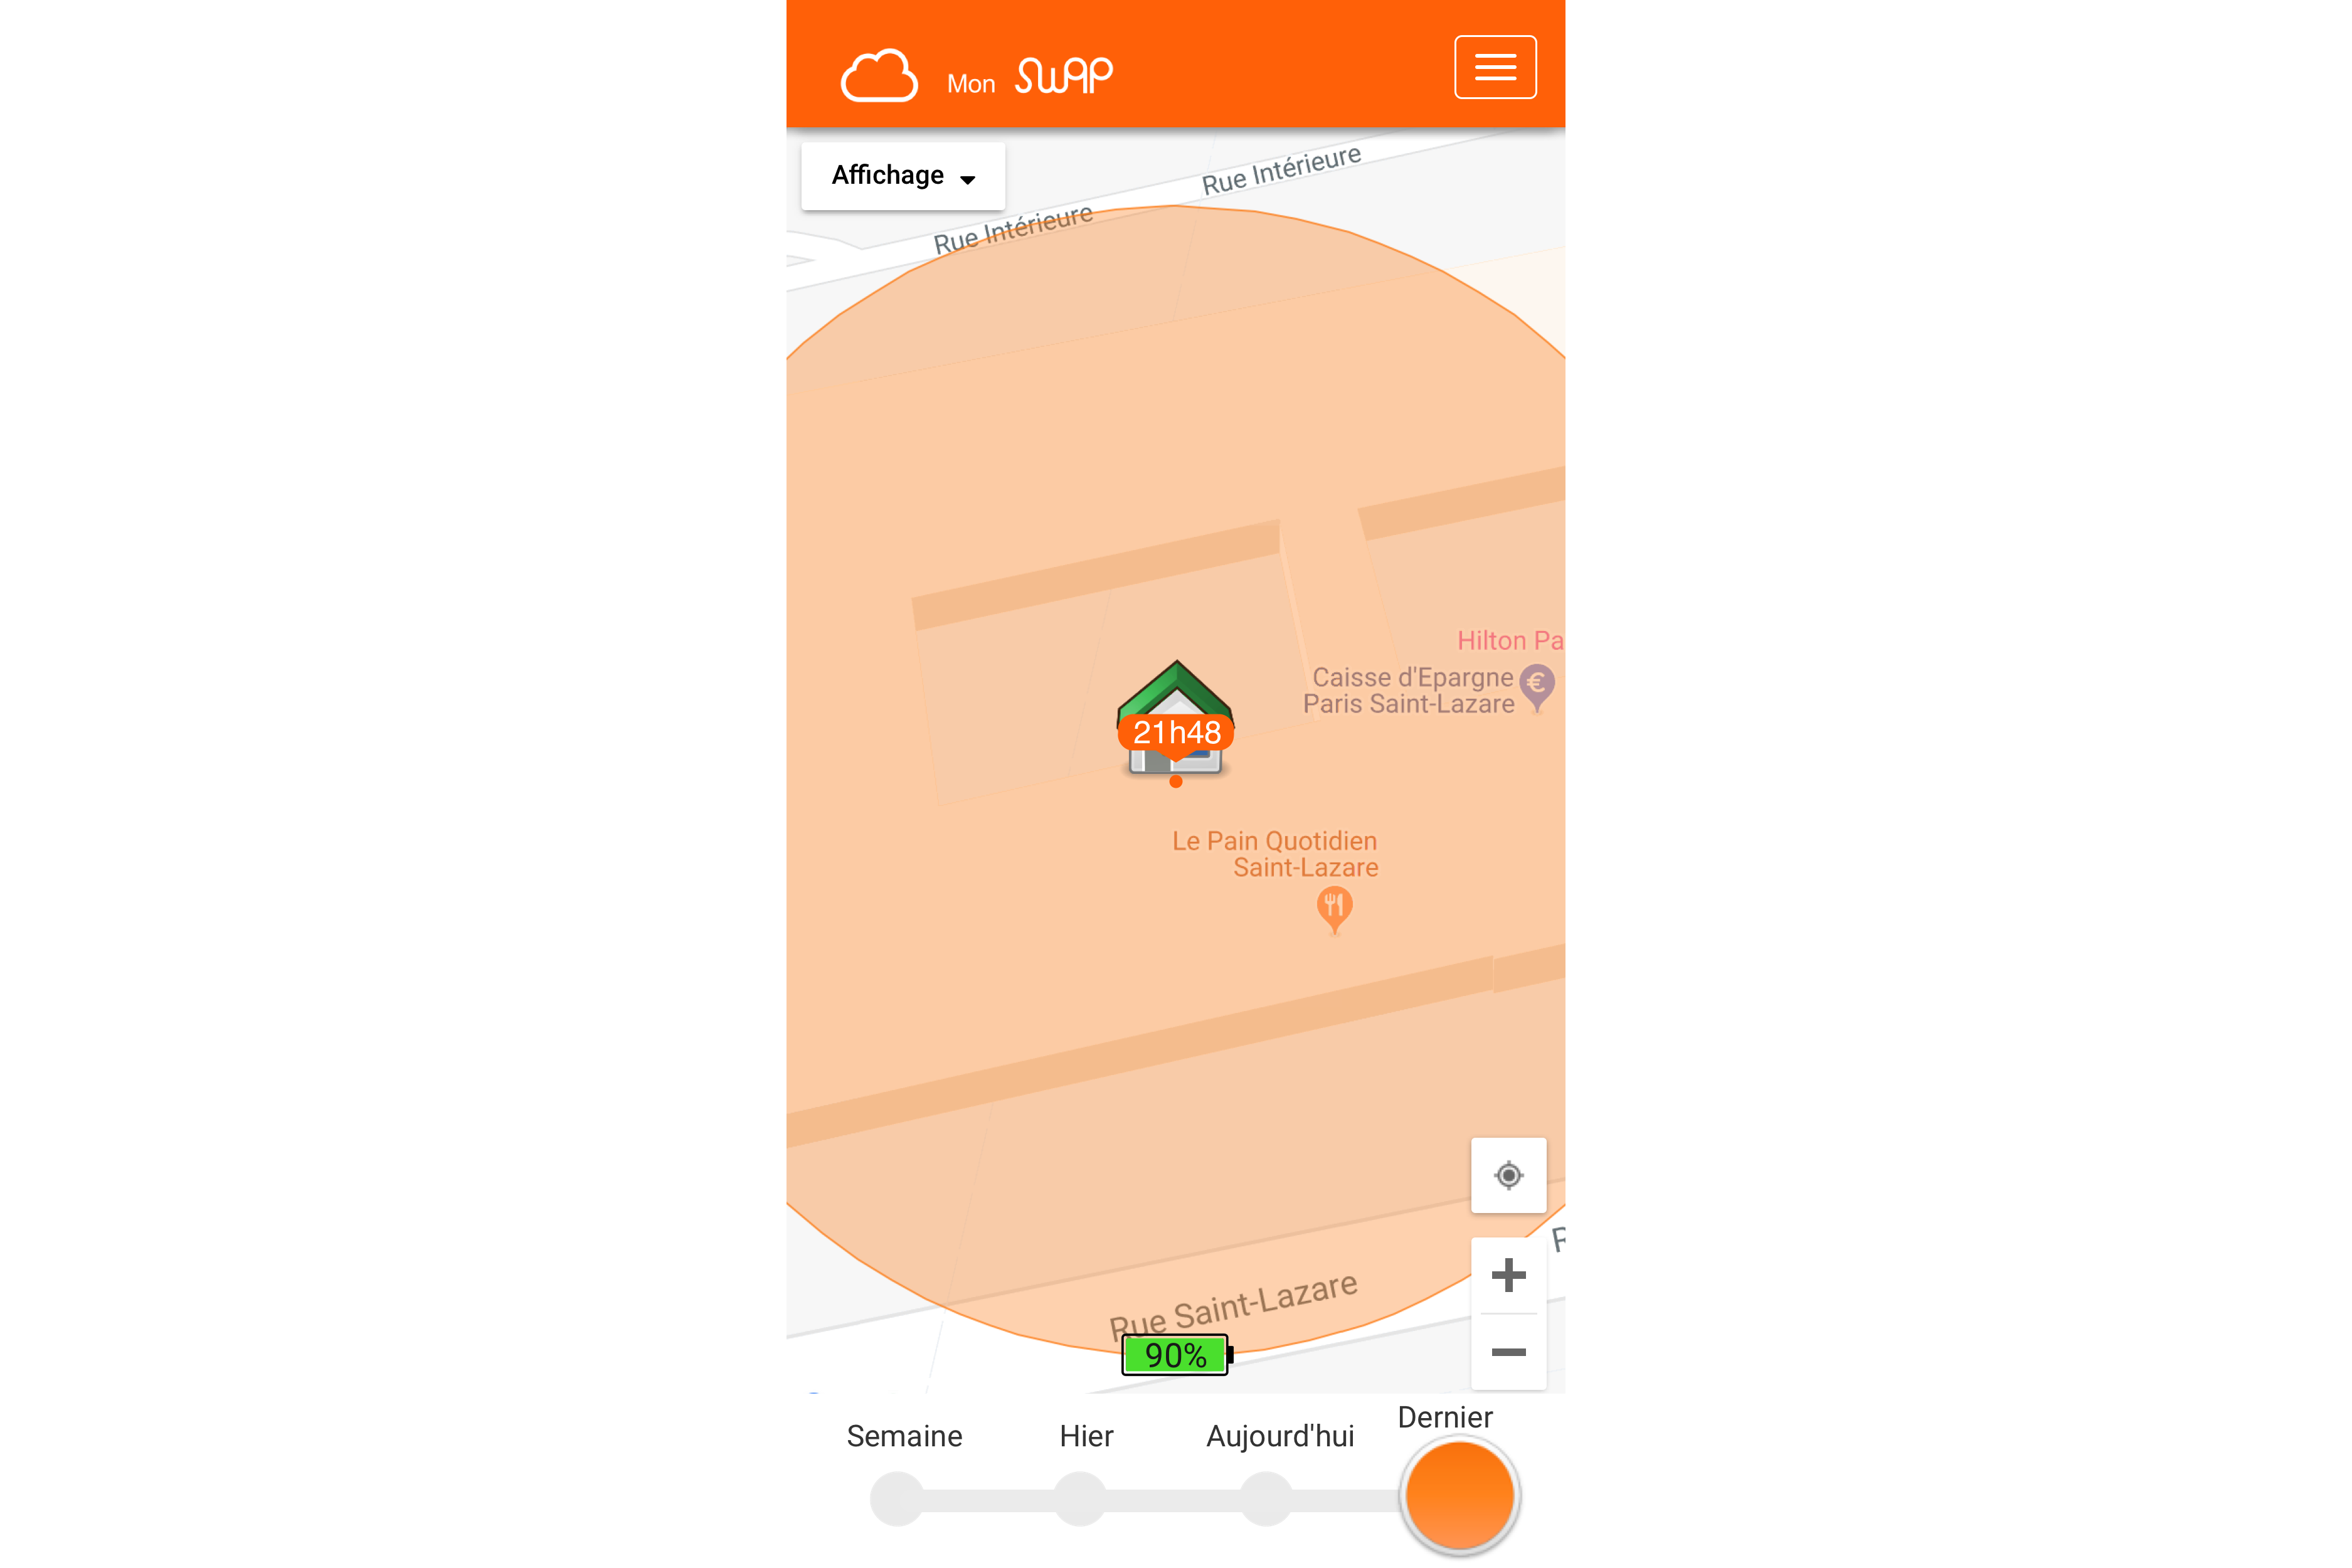 Mon swap
Affichage
Rue Intérieure
Rue Intérieure
Hilton Pa
Caisse d'Epargne
Paris Saint-Lazare
€
21h48
Le Pain Quotidien
Saint-Lazare
R
Rue Saint-Lazare
+
90%
−
Semaine
Hier
Aujourd'hui
Dernier